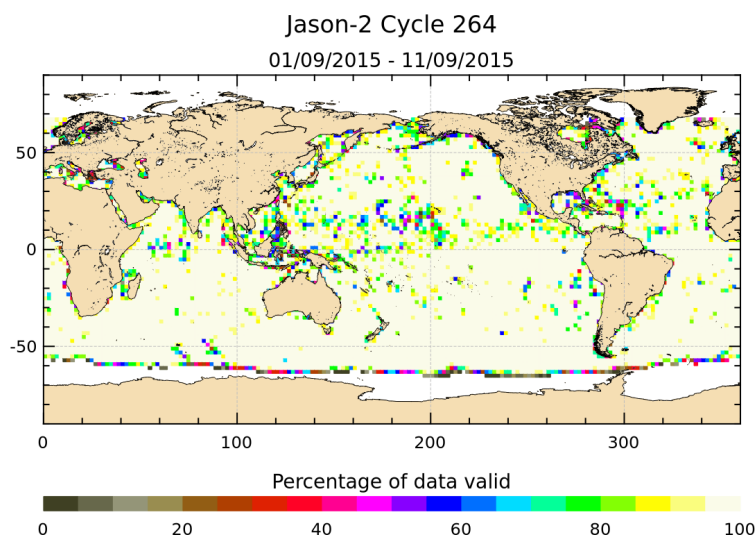 Jason-2 Cycle 264
01/09/2015 - 11/09/2015
50
0
-50
0 100 200 300
Percentage of data valid
0 20 40 60 80 100